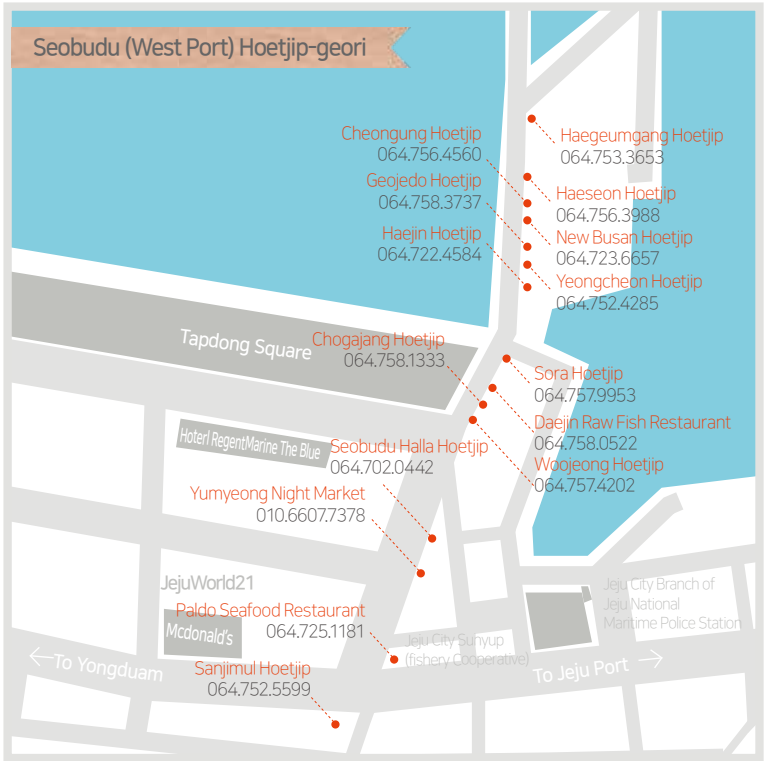 Seobudu (West Port) Hoetjip-geori
Cheongung Hoetjip
064.756.4560
Geojedo Hoetjip
064.758.3737
Haejin Hoetjip
064.722.4584
Haegeumgang Hoetjip
064.753.3653
Haeseon Hoetjip
064.756.3988
New Busan Hoetjip
064.723.6657
Yeongcheon Hoetjip
064.752.4285
Tapdong Square
Chogajang Hoetjip
064.758.1333
Sora Hoetjip
064.757.9953
Daejin Raw Fish Restaurant
064.758.0522
Woojeong Hoetjip
064.757.4202
Hoterl RegentMarine The Blue
Seobudu Halla Hoetjip
064.702.0442
Yumyeong Night Market
010.6607.7378
JejuWorld21
Paldo Seafood Restaurant
064.725.1181
Mcdonald's
Jeju City Branch of
Jeju National
Maritime Police Station
Jeju City Sunyup
(fishery Cooperative)
To Yongduam
Sanjimul Hoetjip
064.752.5599
To Jeju Port